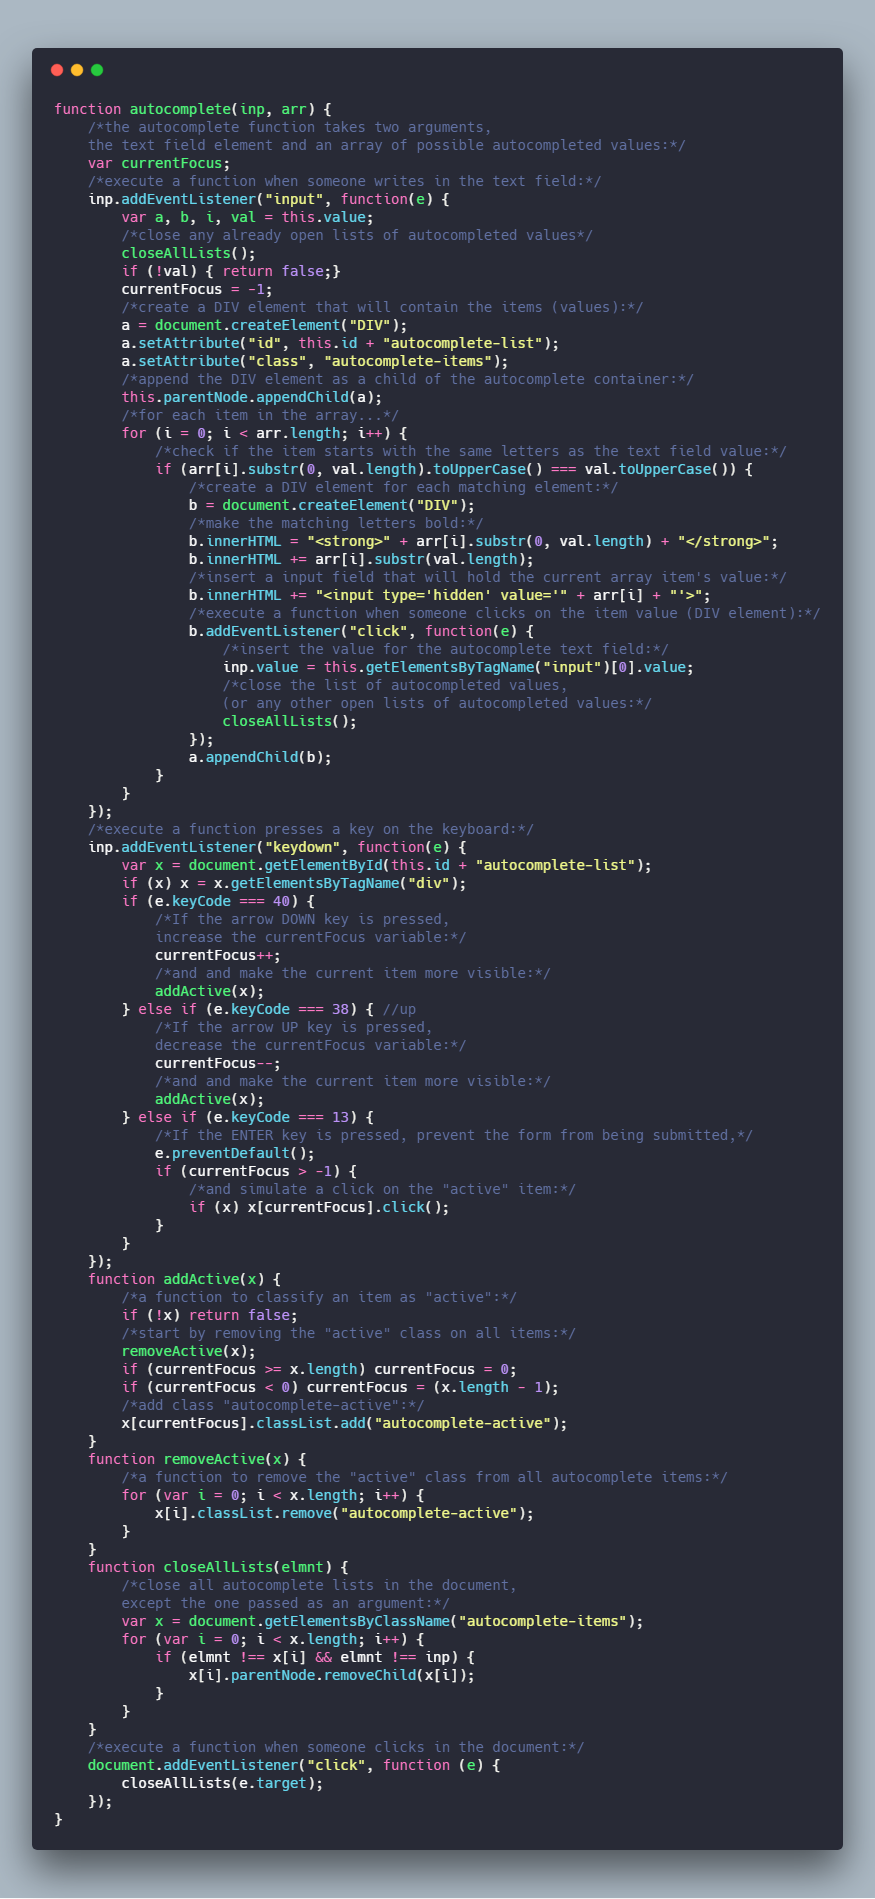 function autocomplete(inp, arr) {
    /*the autocomplete function takes two arguments,
    the text field element and an array of possible autocompleted values:*/
    var currentFocus;
    /*execute a function when someone writes in the text field:*/
    inp.addEventListener("input", function(e) {
        var a, b, i, val = this.value;
        /*close any already open lists of autocompleted values*/
        closeAllLists();
        if (!val) { return false;}
        currentFocus = -1;
        /*create a DIV element that will contain the items (values):*/
        a = document.createElement("DIV");
        a.setAttribute("id", this.id + "autocomplete-list");
        a.setAttribute("class", "autocomplete-items");
        /*append the DIV element as a child of the autocomplete container:*/
        this.parentNode.appendChild(a);
        /*for each item in the array...*/
        for (i = 0; i < arr.length; i++) {
            /*check if the item starts with the same letters as the text field value:*/
            if (arr[i].substr(0, val.length).toUpperCase() === val.toUpperCase()) {
                /*create a DIV element for each matching element:*/
                b = document.createElement("DIV");
                /*make the matching letters bold:*/
                b.innerHTML = "<strong>" + arr[i].substr(0, val.length) + "</strong>";
                b.innerHTML += arr[i].substr(val.length);
                /*insert a input field that will hold the current array item's value:*/
                b.innerHTML += "<input type='hidden' value='" + arr[i] + "'>";
                /*execute a function when someone clicks on the item value (DIV element):*/
                b.addEventListener("click", function(e) {
                    /*insert the value for the autocomplete text field:*/
                    inp.value = this.getElementsByTagName("input")[0].value;
                    /*close the list of autocompleted values,
                    (or any other open lists of autocompleted values:*/
                    closeAllLists();
                });
                a.appendChild(b);
            }
        }
    });
    /*execute a function presses a key on the keyboard:*/
    inp.addEventListener("keydown", function(e) {
        var x = document.getElementById(this.id + "autocomplete-list");
        if (x) x = x.getElementsByTagName("div");
        if (e.keyCode === 40) {
            /*If the arrow DOWN key is pressed,
            increase the currentFocus variable:*/
            currentFocus++;
            /*and and make the current item more visible:*/
            addActive(x);
        } else if (e.keyCode === 38) { //up
            /*If the arrow UP key is pressed,
            decrease the currentFocus variable:*/
            currentFocus--;
            /*and and make the current item more visible:*/
            addActive(x);
        } else if (e.keyCode === 13) {
            /*If the ENTER key is pressed, prevent the form from being submitted,*/
            e.preventDefault();
            if (currentFocus > -1) {
                /*and simulate a click on the "active" item:*/
                if (x) x[currentFocus].click();
            }
        }
    });
    function addActive(x) {
        /*a function to classify an item as "active":*/
        if (!x) return false;
        /*start by removing the "active" class on all items:*/
        removeActive(x);
        if (currentFocus >= x.length) currentFocus = 0;
        if (currentFocus < 0) currentFocus = (x.length - 1);
        /*add class "autocomplete-active":*/
        x[currentFocus].classList.add("autocomplete-active");
    }
    function removeActive(x) {
        /*a function to remove the "active" class from all autocomplete items:*/
        for (var i = 0; i < x.length; i++) {
            x[i].classList.remove("autocomplete-active");
        }
    }
    function closeAllLists(elmnt) {
        /*close all autocomplete lists in the document,
        except the one passed as an argument:*/
        var x = document.getElementsByClassName("autocomplete-items");
        for (var i = 0; i < x.length; i++) {
            if (elmnt !== x[i] && elmnt !== inp) {
                x[i].parentNode.removeChild(x[i]);
            }
        }
    }
    /*execute a function when someone clicks in the document:*/
    document.addEventListener("click", function (e) {
        closeAllLists(e.target);
    });
}